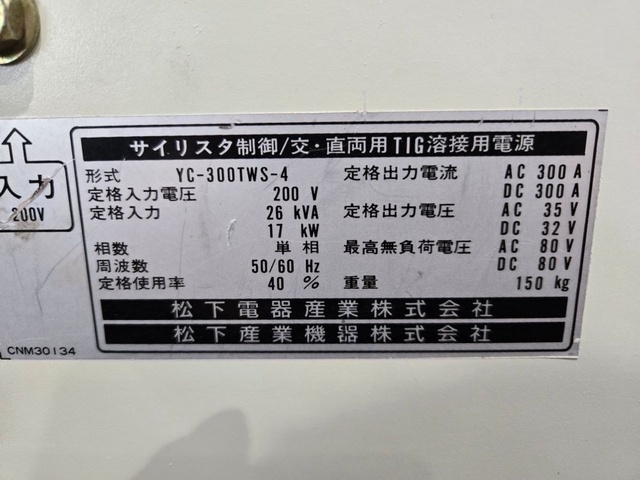 入力
200V
サイリスタ制御/交・直両用TIG溶接用電源
形式 YC-300TWS-4 定格出力電流 AC 300 A
定格入力電圧 200 V DC 300 A
定格入力 26 kVA 定格出力電圧 AC 35 V
17 kW DC 32 V
相数 単相 最高無負荷電圧 AC 80 V
周波数 50/60 Hz DC 80 V
定格使用率 40 % 重量 150 kg
松下電器産業株式会社
松下産業機器株式会社
CNM30134